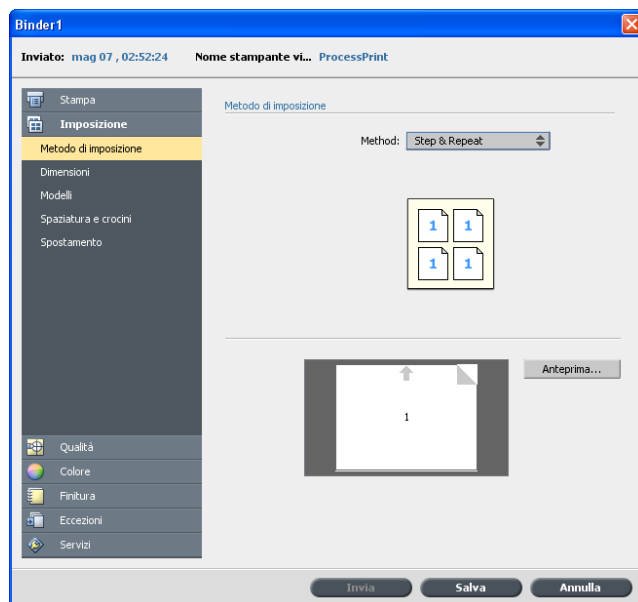 Binder1
Inviato: mag 07 , 02:52:24 Nome stampante vi... ProcessPrint
Stampa
Imposizione
Metodo di imposizione
Dimensioni
Modelli
Spaziatura e crocini
Spostamento
Qualità
Colore
Finitura
Eccezioni
Servizi
Metodo di imposizione
Method: Step & Repeat
1 1
1 1
1
Anteprima...
Invia Salva Annulla